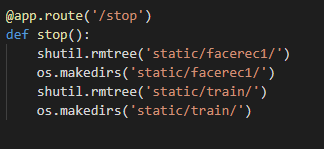 @app.route('/stop')
def stop():
    shutil.rmtree('static/facerec1/')
    os.makedirs('static/facerec1/')
    shutil.rmtree('static/train/')
    os.makedirs('static/train/')